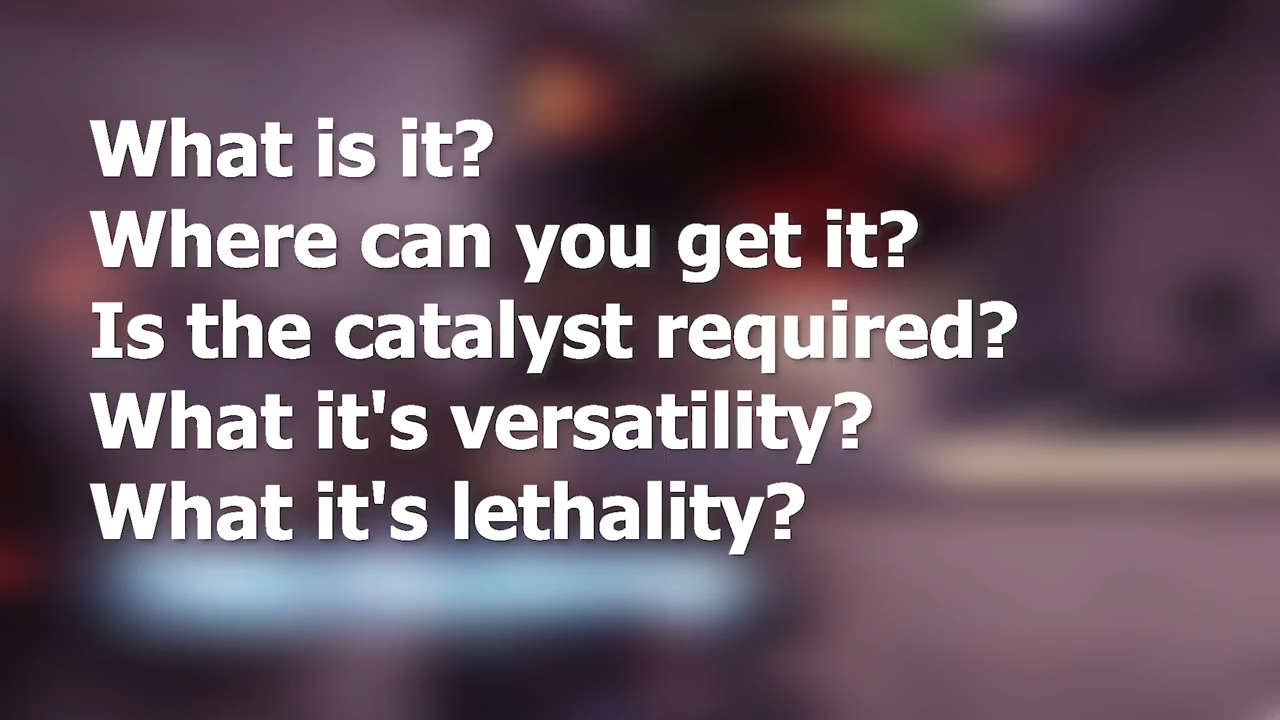 What is it?
Where can you get it?
Is the catalyst required?
What it's versatility?
What it's lethality?